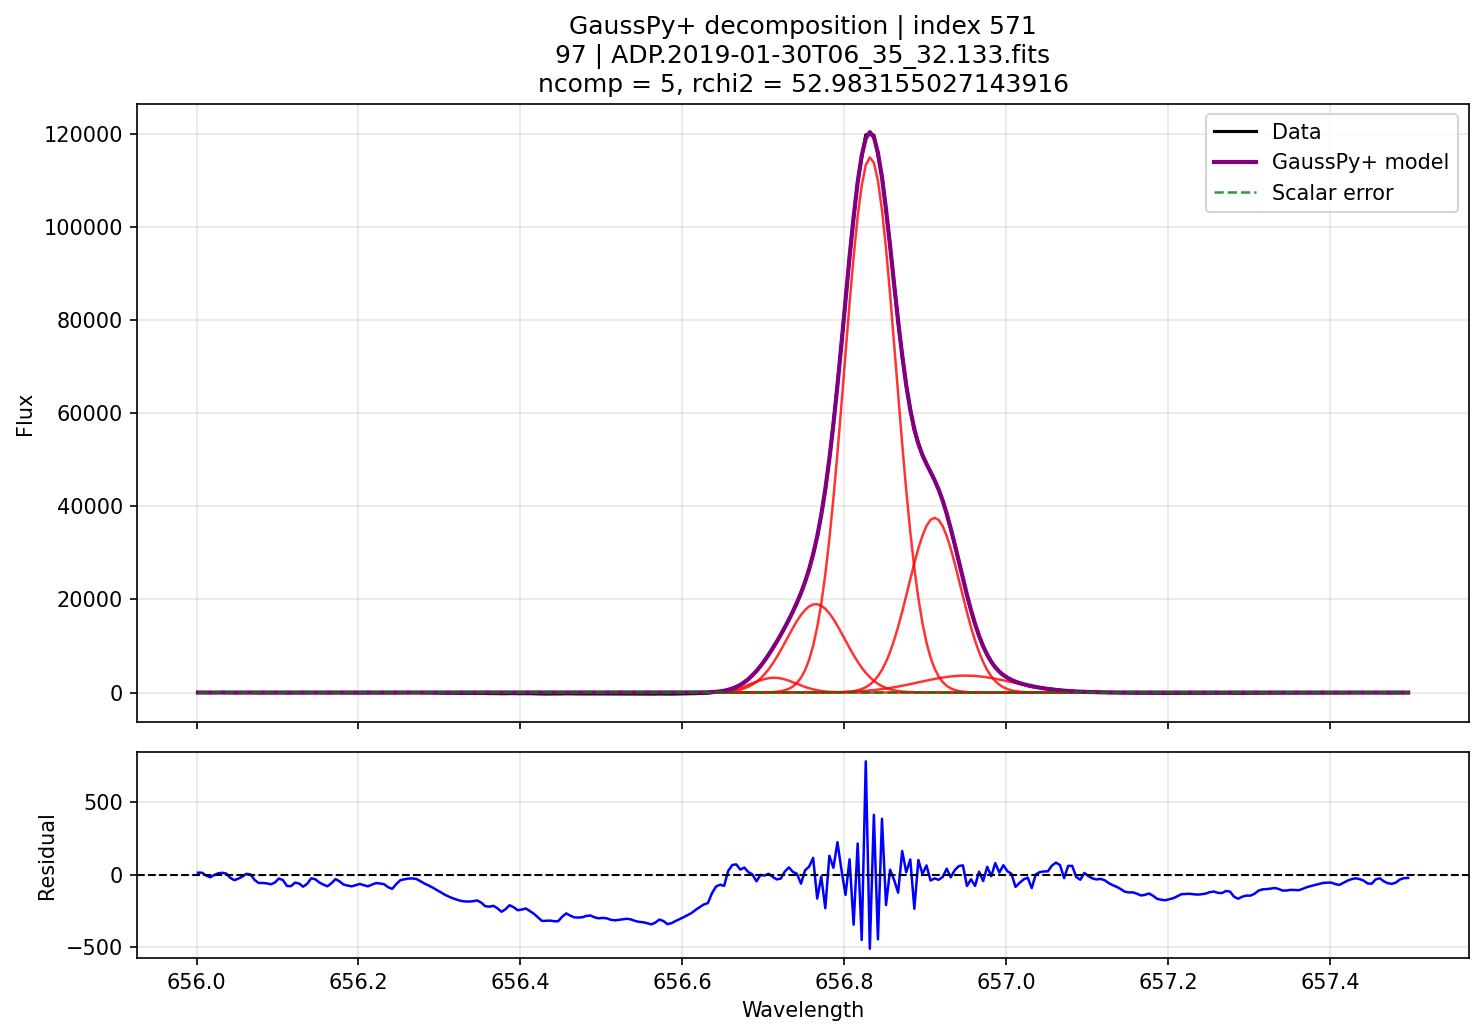 GaussPy+ decomposition | index 571
97 | ADP.2019-01-30T06_35_32.133.fits
ncomp = 5, rchi2 = 52.983155027143916
Data
GaussPy+ model
Scalar error
120000
100000
80000
60000
40000
20000
0
Flux
500
0
−500
Residual
656.0 656.2 656.4 656.6 656.8 657.0 657.2 657.4
Wavelength